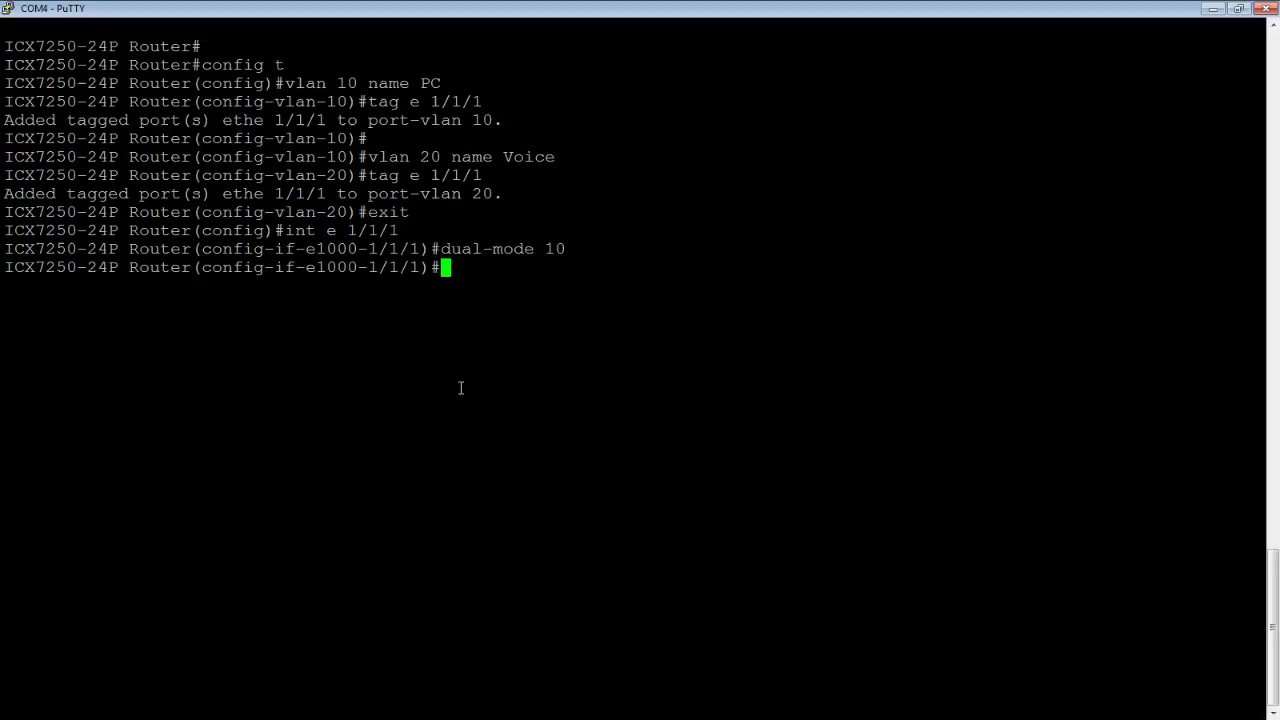 COM4 - PuTTY
ICX7250-24P Router#
ICX7250-24P Router#config t
ICX7250-24P Router(config)#vlan 10 name PC
ICX7250-24P Router(config-vlan-10)#tag e 1/1/1
Added tagged port(s) ethe 1/1/1 to port-vlan 10.
ICX7250-24P Router(config-vlan-10)#
ICX7250-24P Router(config-vlan-10)#vlan 20 name Voice
ICX7250-24P Router(config-vlan-20)#tag e 1/1/1
Added tagged port(s) ethe 1/1/1 to port-vlan 20.
ICX7250-24P Router(config-vlan-20)#exit
ICX7250-24P Router(config)#int e 1/1/1
ICX7250-24P Router(config-if-e1000-1/1/1)#dual-mode 10
ICX7250-24P Router(config-if-e1000-1/1/1)#